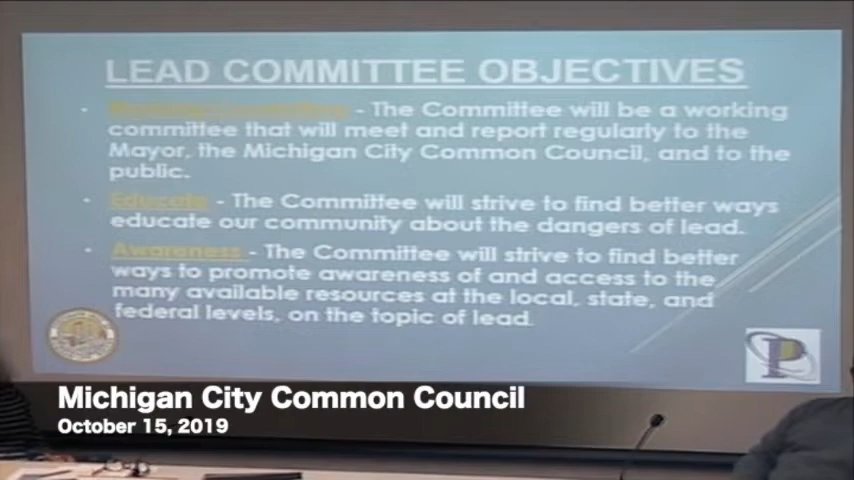 LEAD COMMITTEE OBJECTIVES
• Working Committee - The Committee will be a working
committee that will meet and report regularly to the
Mayor, the Michigan City Common Council, and to the
public.
• Educate - The Committee will strive to find better ways
educate our community about the dangers of lead.
• Awareness - The Committee will strive to find better
ways to promote awareness of and access to the
many available resources at the local, state, and
federal levels, on the topic of lead.
P
Michigan City Common Council
October 15, 2019